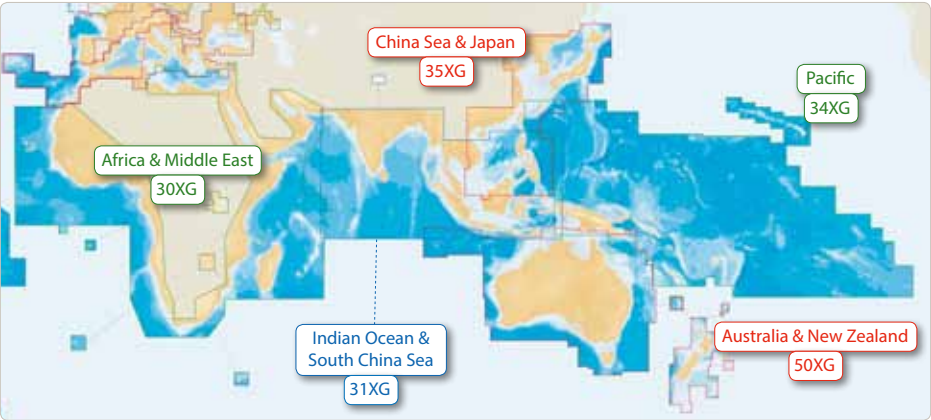 China Sea & Japan
35XG
Pacific
34XG
Africa & Middle East
30XG
Indian Ocean &
South China Sea
31XG
Australia & New Zealand
50XG